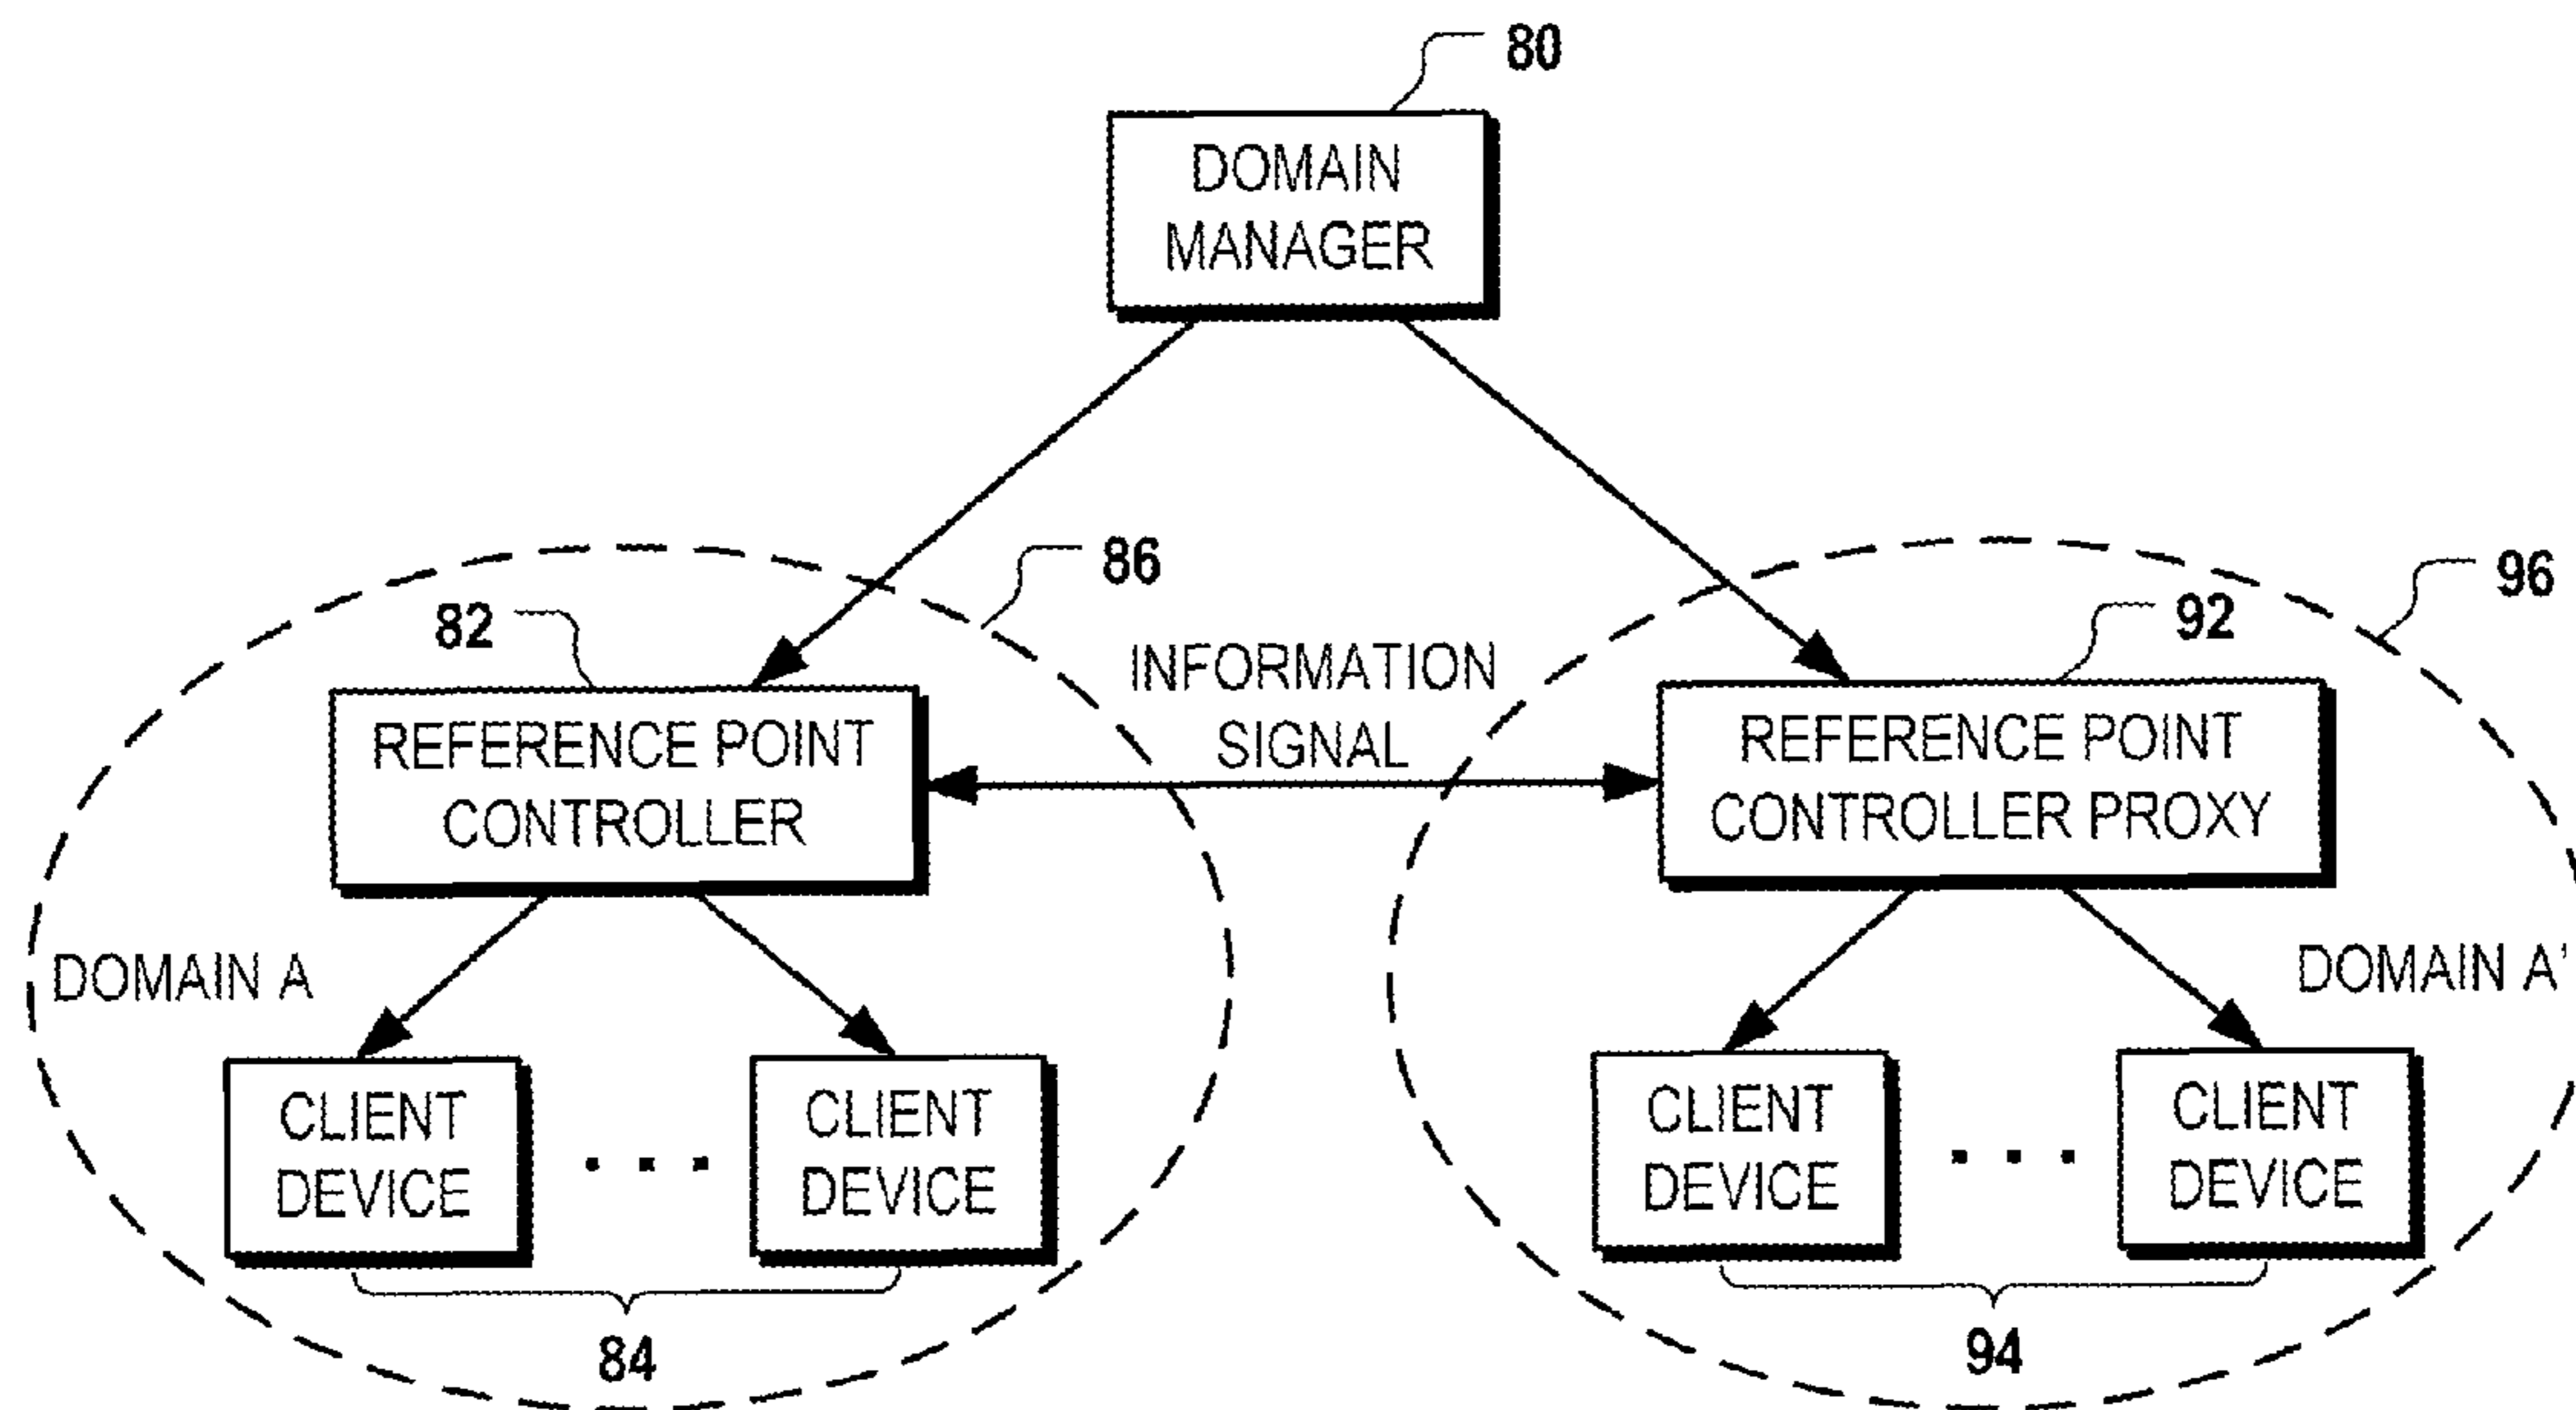 80
DOMAIN
MANAGER
86
96
82
92
INFORMATION
SIGNAL
REFERENCE POINT
CONTROLLER
REFERENCE POINT
CONTROLLER PROXY
DOMAIN A
DOMAIN A'
CLIENT
DEVICE
. . .
CLIENT
DEVICE
CLIENT
DEVICE
. . .
CLIENT
DEVICE
84
94